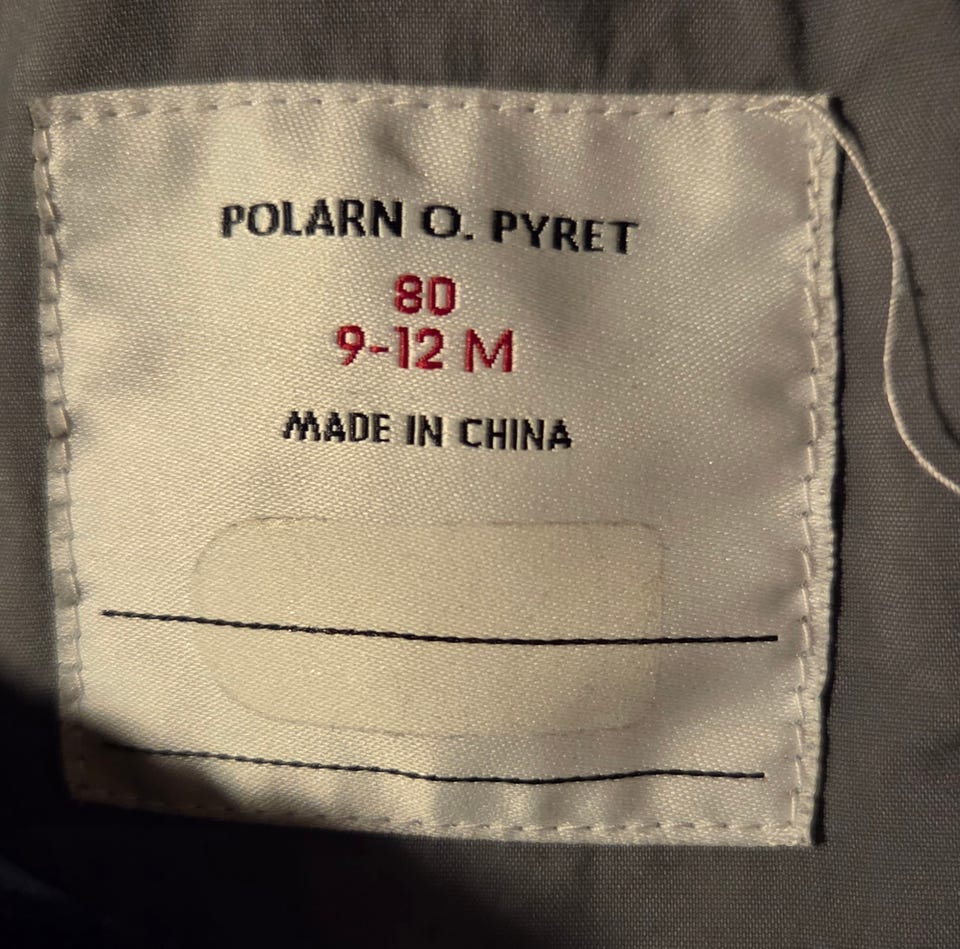 POLARN O. PYRET
80
9-12 M
MADE IN CHINA